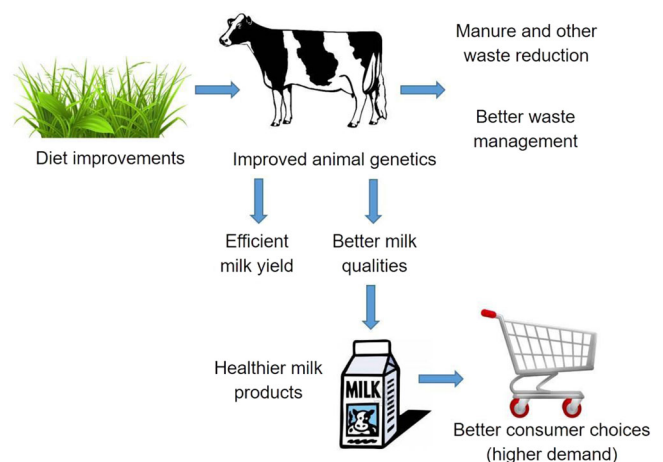 Manure and other
waste reduction
Better waste
management
Diet improvements
Improved animal genetics
Efficient
milk yield
Better milk
qualities
Healthier milk
products
MILK
Better consumer choices
(higher demand)